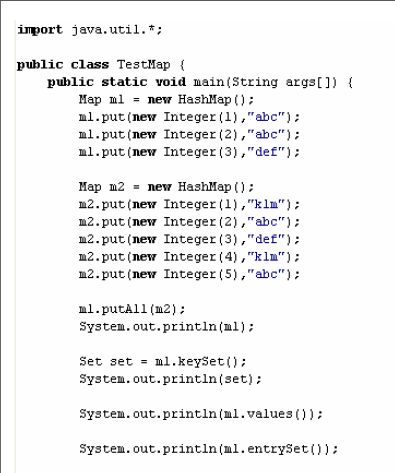 import java.util.*;
public class TestMap {
public static void main(String args[]) {
Map m1 = new HashMap();
m1.put(new Integer(1),"abc");
m1.put(new Integer(2),"abc");
m1.put(new Integer(3),"def");
Map m2 = new HashMap();
m2.put(new Integer(1),"klm");
m2.put(new Integer(2),"abc");
m2.put(new Integer(3),"def");
m2.put(new Integer(4),"klm");
m2.put(new Integer(5),"abc");
m1.putAll(m2);
System.out.println(m1);
Set set = m1.keySet();
System.out.println(set);
System.out.println(m1.values());
System.out.println(m1.entrySet());